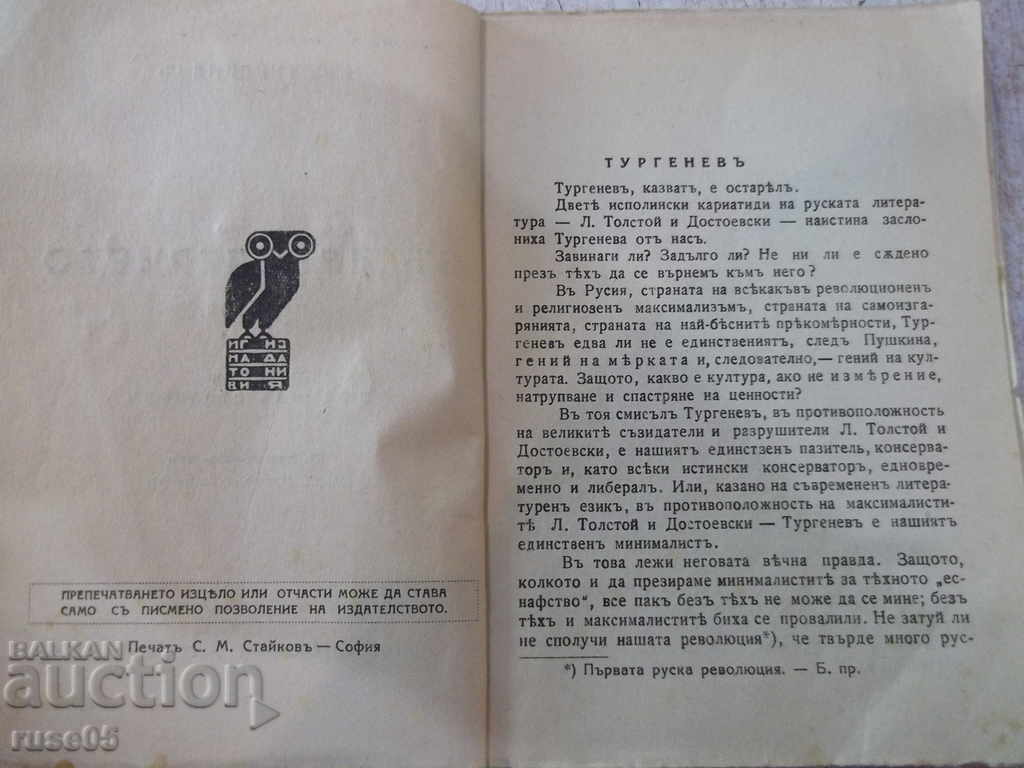 ИГ ИЗ
НА ДА
ТО НИ
ВИ Я
ПРЕПЕЧАТВАНЕТО ИЗЦѢЛО ИЛИ ОТЧАСТИ МОЖЕ ДА СТАВА
САМО СЪ ПИСМЕНО ПОЗВОЛЕНИЕ НА ИЗДАТЕЛСТВОТО.
Печатъ С. М. Стайковъ — София
BALKAN
auction
ruse05
ТУРГЕНЕВЪ
Тургеневъ, казватъ, е остарѣлъ.
Дветѣ исполински кариатиди на руската литера-
тура — Л. Толстой и Достоевски — наистина засло-
ниха Тургенева отъ насъ.
Завинаги ли? Задълго ли? Не ни ли е сѫдено
презъ тѣхъ да се върнемъ къмъ него?
Въ Русия, страната на всѣкакъвъ революционенъ
и религиозенъ максимализъмъ, страната на самоизга-
рянията, страната на най-бѣснитѣ прѣкомѣрности, Тур-
геневъ едва ли не е единствениятъ, следъ Пушкина,
гений на мѣрката и, следователно,— гений на кул-
турата. Защото, какво е култура, ако не измѣрение,
натрупване и спастряне на ценности?
Въ тоя смисълъ Тургеневъ, въ противоположность
на великитѣ съзидатели и разрушители Л. Толстой и
Достоевски, е нашиятъ единственъ пазитель, консерва-
торъ и, като всѣки истински консерваторъ, едновре-
менно и либералъ. Или, казано на съвремененъ литера-
туренъ езикъ, въ противоположность на максималисти-
тѣ Л. Толстой и Достоевски — Тургеневъ е нашиятъ
единственъ минималистъ.
Въ това лежи неговата вѣчна правда. Защото,
колкото и да презираме минималиститѣ за тѣхното „ес-
нафство“, все пакъ безъ тѣхъ не може да се мине; безъ
тѣхъ и максималиститѣ биха се провалили. Не затуй ли
не сполучи нашата революция*), че твърде много рус-
*) Първата руска революция. — Б. пр.